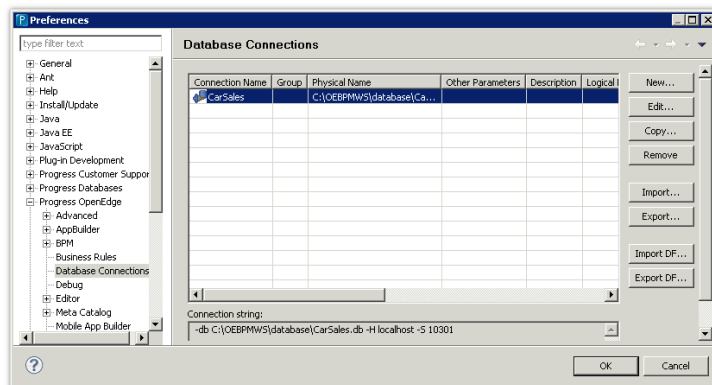 Preferences
type filter text
Database Connections
General
Ant
Help
Install/Update
Java
Java EE
JavaScript
Plug-in Development
Progress Customer Suppor
Progress Databases
Progress OpenEdge
Advanced
AppBuilder
BPM
Business Rules
Database Connections
Debug
Editor
Meta Catalog
Mobile App Builder
Connection Name Group Physical Name Other Parameters Description Logical
CarSales C:\OEBPMWS\database\Ca...
New...
Edit...
Copy...
Remove
Import...
Export...
Import DF...
Export DF...
Connection string:
-db C:\OEBPMWS\database\CarSales.db -H localhost -S 10301
?
OK Cancel